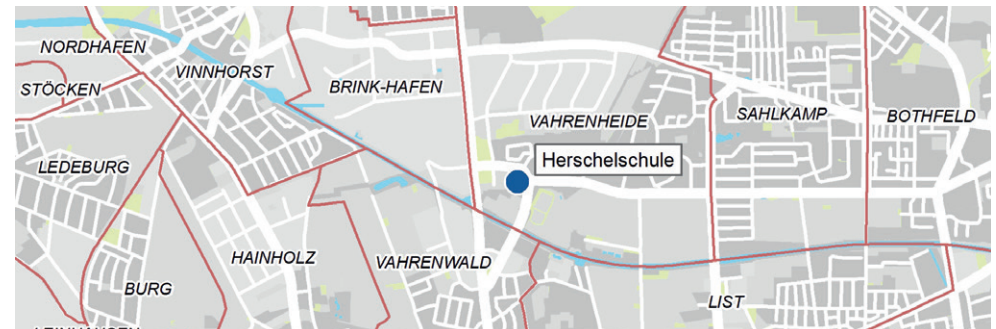 NORDHAFEN
VINNHORST
STÖCKEN
BRINK-HAFEN
VAHRENHEIDE
SAHLKAMP
BOTHFELD
Herschelschule
LEDEBURG
HAINHOLZ
VAHRENWALD
BURG
LIST